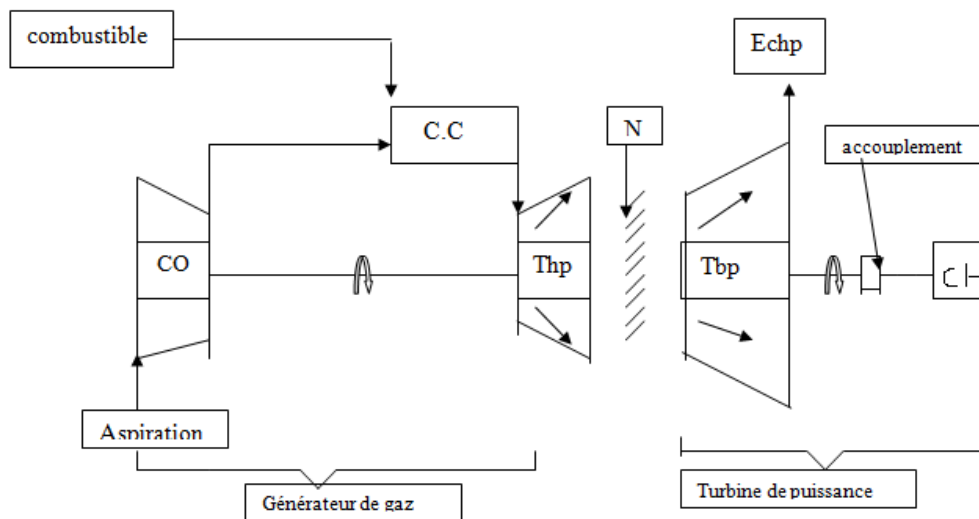 combustible
Echp
C.C
N
accouplement
CO
Thp
Tbp
Aspiration
Générateur de gaz
Turbine de puissance